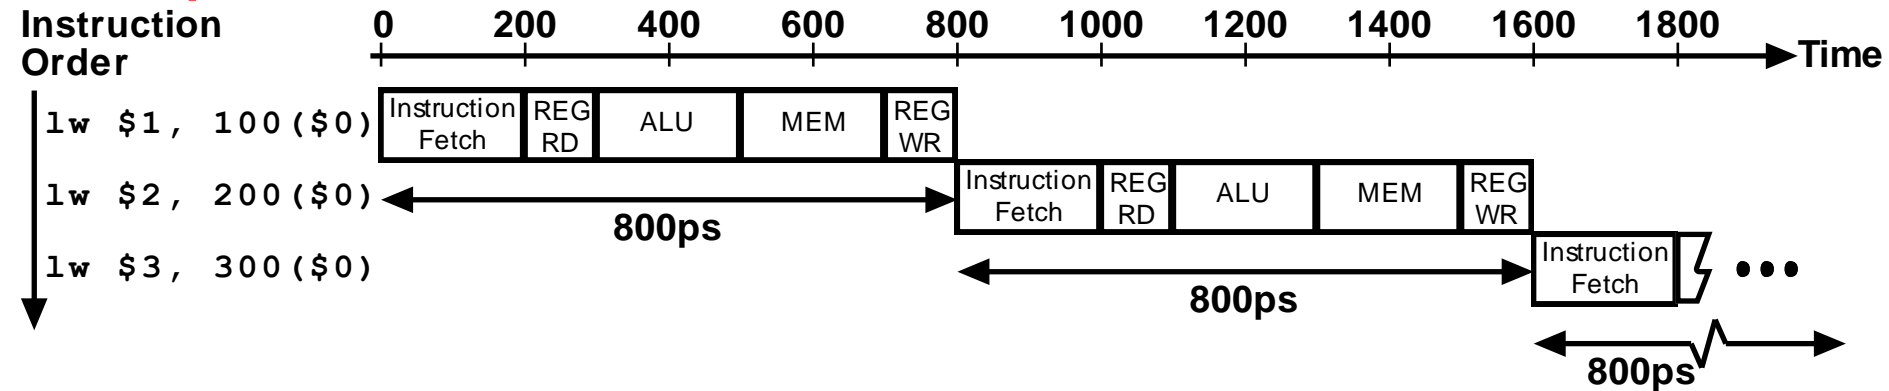 Instruction Order
0 200 400 600 800 1000 1200 1400 1600 1800
Time
lw $1, 100($0)
Instruction Fetch
REG RD
ALU
MEM
REG WR
lw $2, 200($0)
800ps
Instruction Fetch
REG RD
ALU
MEM
REG WR
lw $3, 300($0)
800ps
Instruction Fetch
•••
800ps